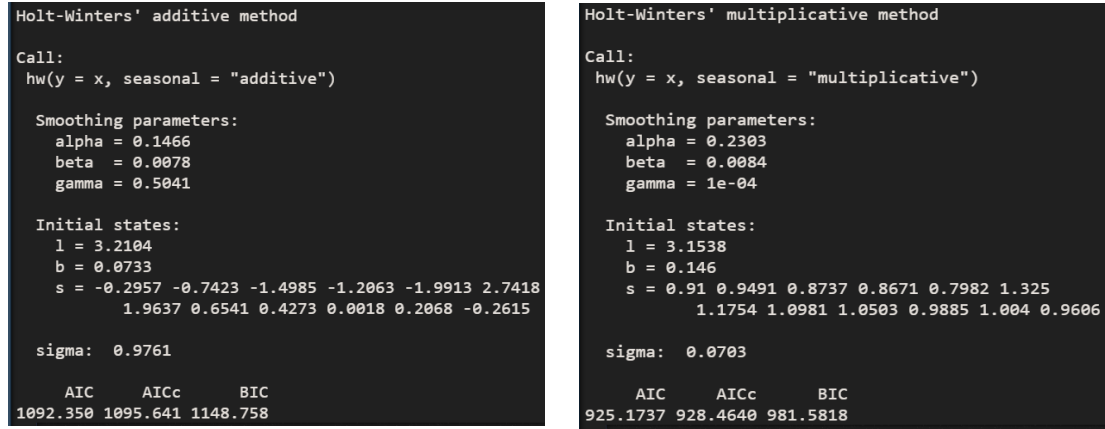 Holt-Winters' additive method
Call:
hw(y = x, seasonal = "additive")
Smoothing parameters:
alpha = 0.1466
beta = 0.0078
gamma = 0.5041
Initial states:
l = 3.2104
b = 0.0733
s = -0.2957 -0.7423 -1.4985 -1.2063 -1.9913 2.7418
1.9637 0.6541 0.4273 0.0018 0.2068 -0.2615
sigma: 0.9761
AIC AICc BIC
1092.350 1095.641 1148.758
Holt-Winters' multiplicative method
Call:
hw(y = x, seasonal = "multiplicative")
Smoothing parameters:
alpha = 0.2303
beta = 0.0084
gamma = 1e-04
Initial states:
l = 3.1538
b = 0.146
s = 0.91 0.9491 0.8737 0.8671 0.7982 1.325
1.1754 1.0981 1.0503 0.9885 1.004 0.9606
sigma: 0.0703
AIC AICc BIC
925.1737 928.4640 981.5818